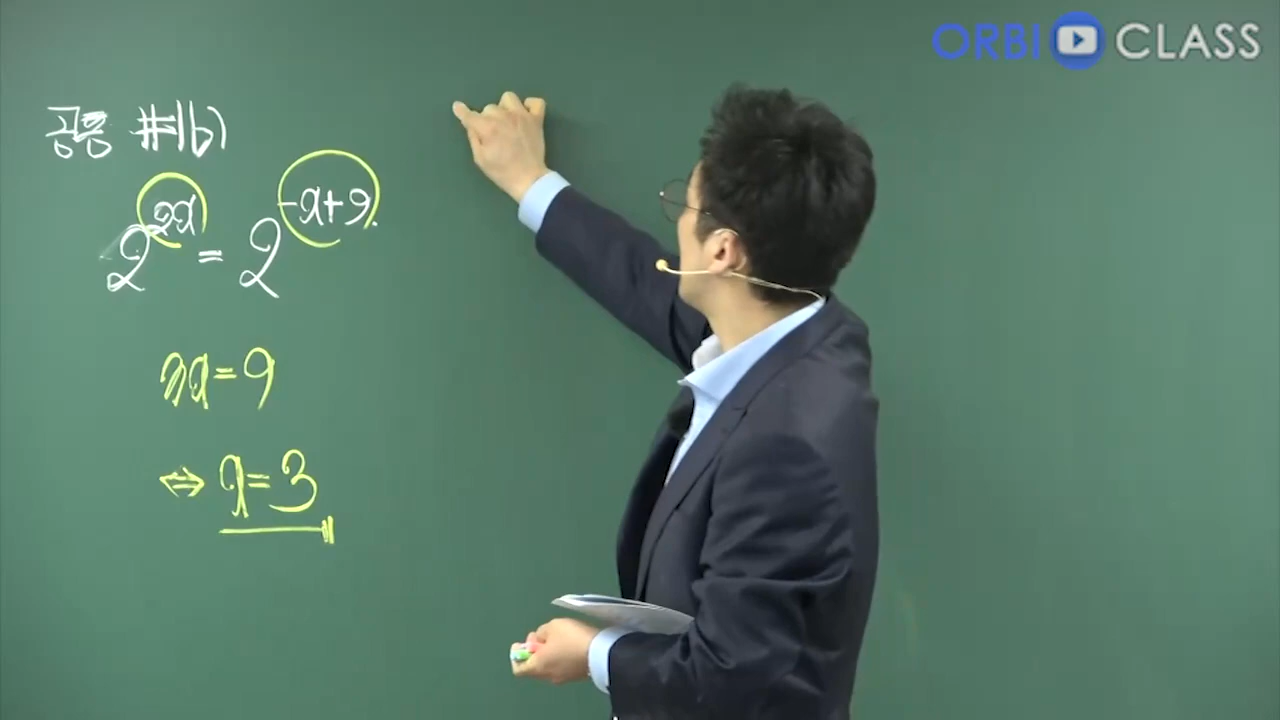 ORBI CLASS
공통 #16)
2^{2x} = 2^{-x+9}.
3x=9
⇔ x=3